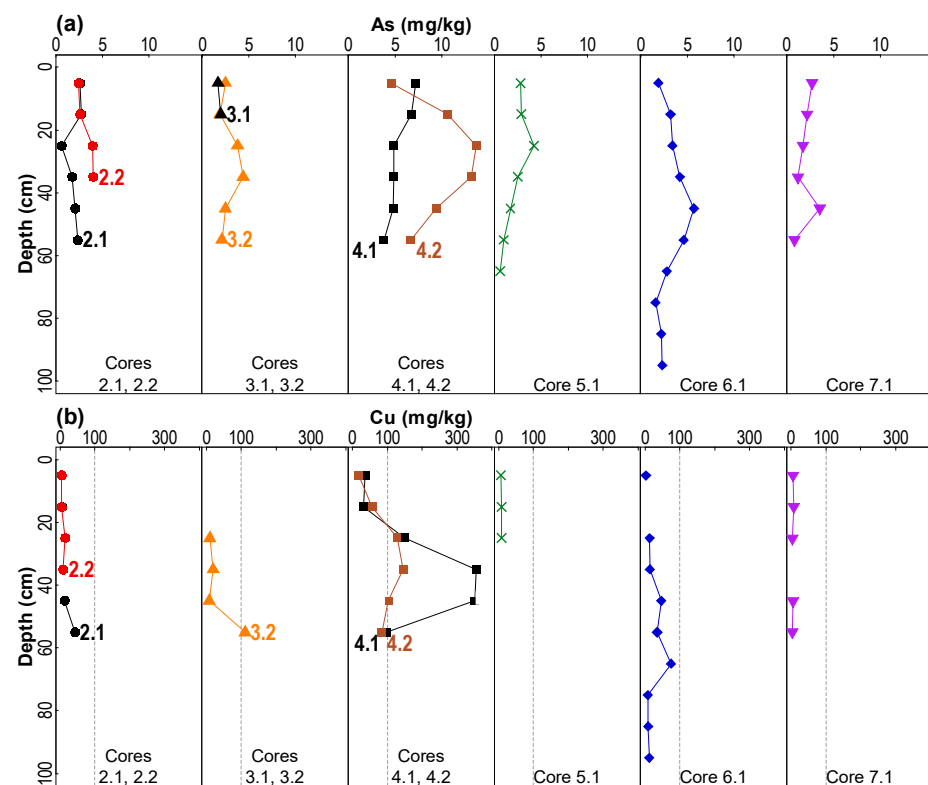 (a)
As (mg/kg)
0 5 10 0 5 10 0 5 10 0 5 10 0 5 10 0 5 10
Depth (cm)
0
20
40
60
80
100
2.2
2.1
3.1
3.2
4.1
4.2
Cores
2.1, 2.2
Cores
3.1, 3.2
Cores
4.1, 4.2
Core 5.1
Core 6.1
Core 7.1
(b)
Cu (mg/kg)
0 100 300 0 100 300 0 100 300 0 100 300 0 100 300 0 100 300
Depth (cm)
0
20
40
60
80
100
2.2
2.1
3.2
4.1
4.2
Cores
2.1, 2.2
Cores
3.1, 3.2
Cores
4.1, 4.2
Core 5.1
Core 6.1
Core 7.1